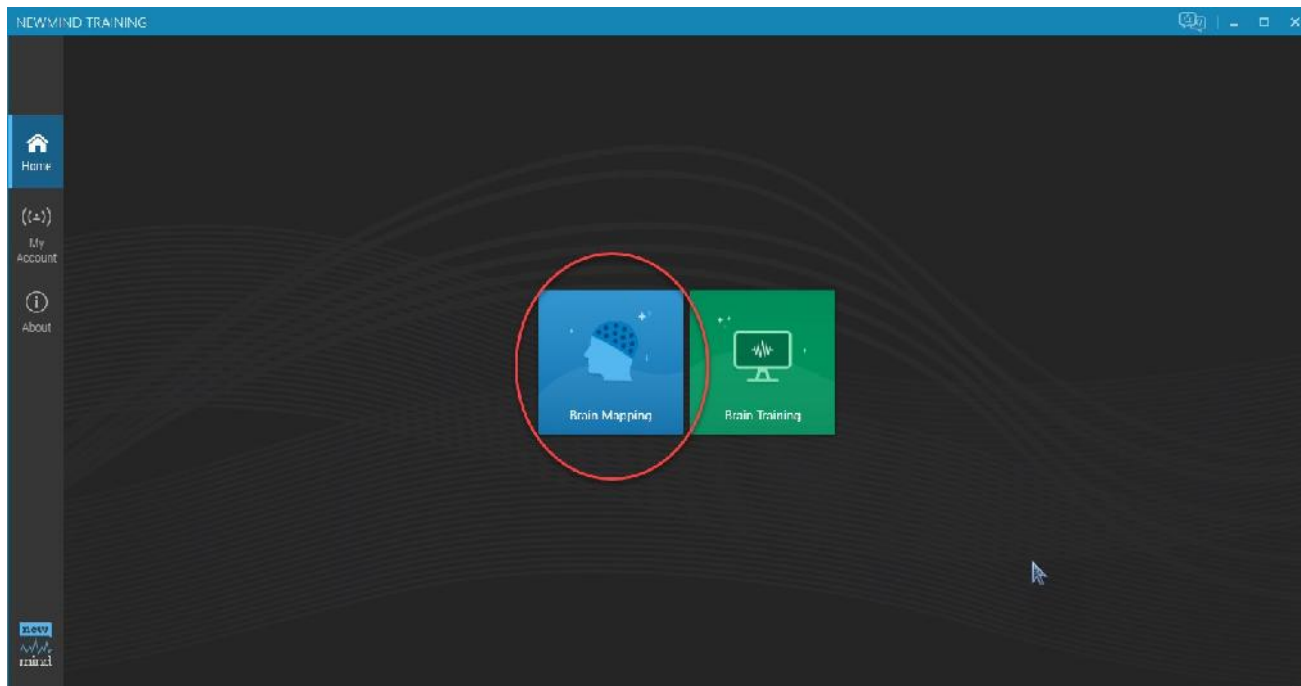 NEWMIND TRAINING
Home
My
Account
About
Brain Mapping
Brain Training
new
mind